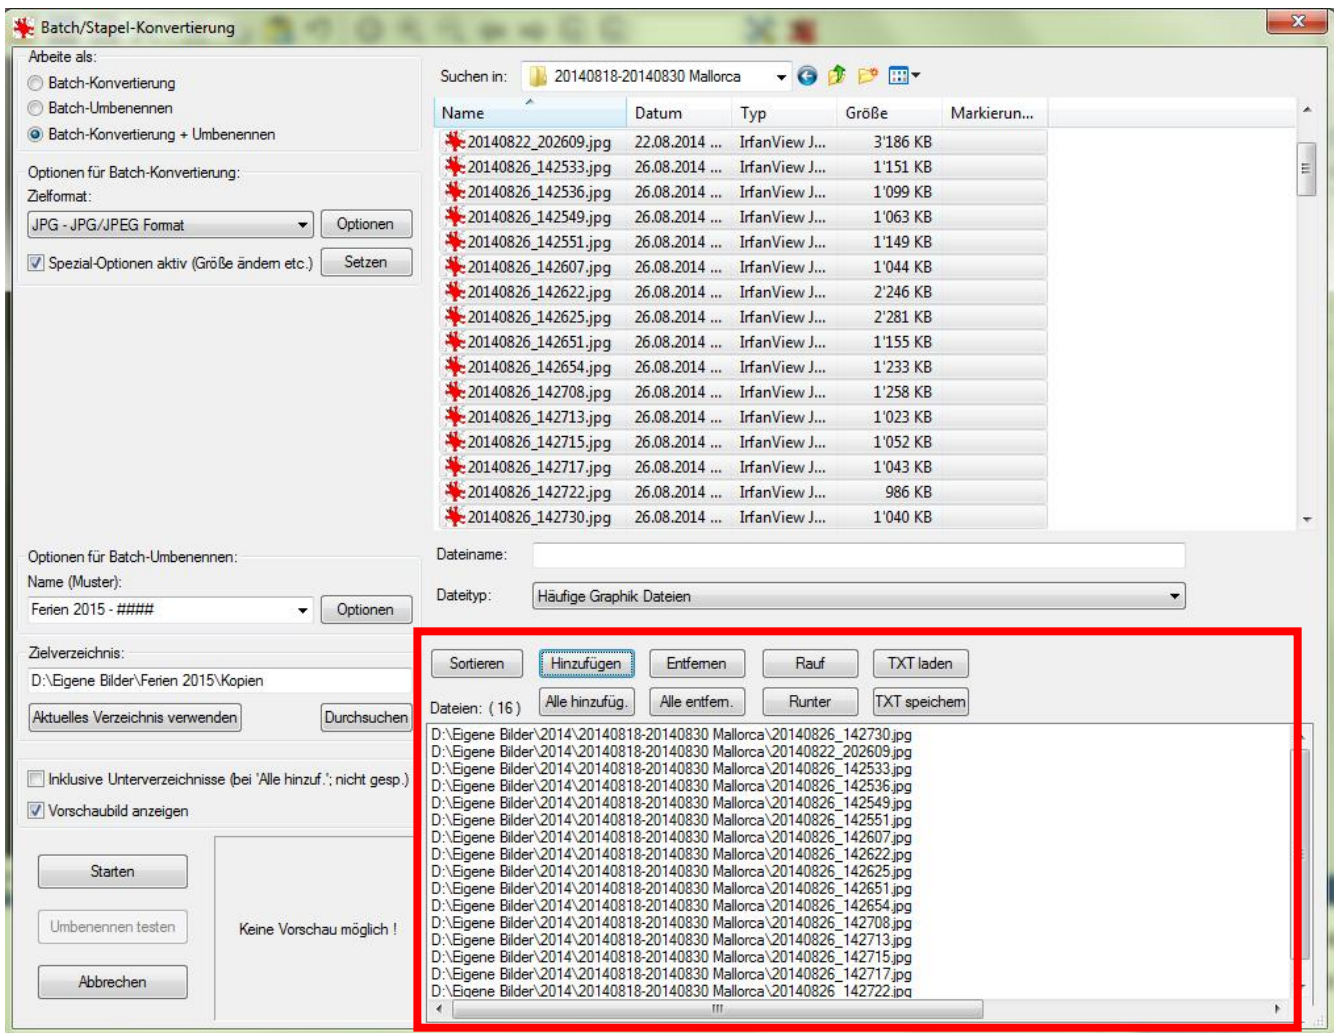 Batch/Stapel-Konvertierung
Arbeite als:
Batch-Konvertierung
Batch-Umbenennen
Batch-Konvertierung + Umbenennen
Optionen für Batch-Konvertierung:
Zielformat:
JPG - JPG/JPEG Format
Optionen
Spezial-Optionen aktiv (Größe ändern etc.)
Setzen
Suchen in: 20140818-20140830 Mallorca
Name Datum Typ Größe Markierun...
20140822_202609.jpg 22.08.2014 ... IrfanView J... 3'186 KB
20140826_142533.jpg 26.08.2014 ... IrfanView J... 1'151 KB
20140826_142536.jpg 26.08.2014 ... IrfanView J... 1'099 KB
20140826_142549.jpg 26.08.2014 ... IrfanView J... 1'063 KB
20140826_142551.jpg 26.08.2014 ... IrfanView J... 1'149 KB
20140826_142607.jpg 26.08.2014 ... IrfanView J... 1'044 KB
20140826_142622.jpg 26.08.2014 ... IrfanView J... 2'246 KB
20140826_142625.jpg 26.08.2014 ... IrfanView J... 2'281 KB
20140826_142651.jpg 26.08.2014 ... IrfanView J... 1'155 KB
20140826_142654.jpg 26.08.2014 ... IrfanView J... 1'233 KB
20140826_142708.jpg 26.08.2014 ... IrfanView J... 1'258 KB
20140826_142713.jpg 26.08.2014 ... IrfanView J... 1'023 KB
20140826_142715.jpg 26.08.2014 ... IrfanView J... 1'052 KB
20140826_142717.jpg 26.08.2014 ... IrfanView J... 1'043 KB
20140826_142722.jpg 26.08.2014 ... IrfanView J... 986 KB
20140826_142730.jpg 26.08.2014 ... IrfanView J... 1'040 KB
Dateiname:
Dateityp: Häufige Graphik Dateien
Optionen für Batch-Umbenennen:
Name (Muster):
Ferien 2015 - ####
Optionen
Zielverzeichnis:
D:\Eigene Bilder\Ferien 2015\Kopien
Aktuelles Verzeichnis verwenden
Durchsuchen
Inklusive Unterverzeichnisse (bei 'Alle hinzuf.'; nicht gesp.)
Vorschaubild anzeigen
Starten
Umbenennen testen
Abbrechen
Keine Vorschau möglich !
Sortieren Hinzufügen Entfernen Rauf TXT laden
Dateien: ( 16 ) Alle hinzufüg. Alle entfern. Runter TXT speichern
D:\Eigene Bilder\2014\20140818-20140830 Mallorca\20140826_142730.jpg
D:\Eigene Bilder\2014\20140818-20140830 Mallorca\20140822_202609.jpg
D:\Eigene Bilder\2014\20140818-20140830 Mallorca\20140826_142533.jpg
D:\Eigene Bilder\2014\20140818-20140830 Mallorca\20140826_142536.jpg
D:\Eigene Bilder\2014\20140818-20140830 Mallorca\20140826_142549.jpg
D:\Eigene Bilder\2014\20140818-20140830 Mallorca\20140826_142551.jpg
D:\Eigene Bilder\2014\20140818-20140830 Mallorca\20140826_142607.jpg
D:\Eigene Bilder\2014\20140818-20140830 Mallorca\20140826_142622.jpg
D:\Eigene Bilder\2014\20140818-20140830 Mallorca\20140826_142625.jpg
D:\Eigene Bilder\2014\20140818-20140830 Mallorca\20140826_142651.jpg
D:\Eigene Bilder\2014\20140818-20140830 Mallorca\20140826_142654.jpg
D:\Eigene Bilder\2014\20140818-20140830 Mallorca\20140826_142708.jpg
D:\Eigene Bilder\2014\20140818-20140830 Mallorca\20140826_142713.jpg
D:\Eigene Bilder\2014\20140818-20140830 Mallorca\20140826_142715.jpg
D:\Eigene Bilder\2014\20140818-20140830 Mallorca\20140826_142717.jpg
D:\Eigene Bilder\2014\20140818-20140830 Mallorca\20140826_142722.jpg